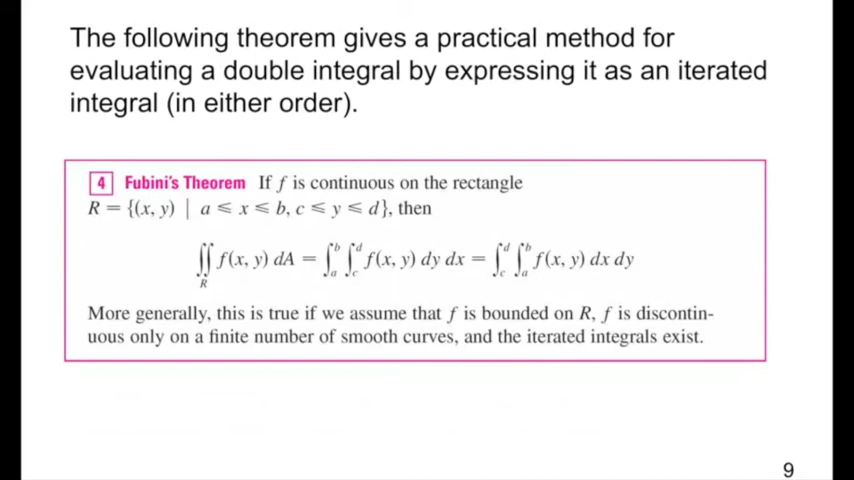 The following theorem gives a practical method for
evaluating a double integral by expressing it as an iterated
integral (in either order).
4 Fubini's Theorem If f is continuous on the rectangle
R = {(x, y) | a ⩽ x ⩽ b, c ⩽ y ⩽ d}, then
∬_R f(x, y) dA = ∫_a^b ∫_c^d f(x, y) dy dx = ∫_c^d ∫_a^b f(x, y) dx dy
More generally, this is true if we assume that f is bounded on R, f is discontin-
uous only on a finite number of smooth curves, and the iterated integrals exist.
9